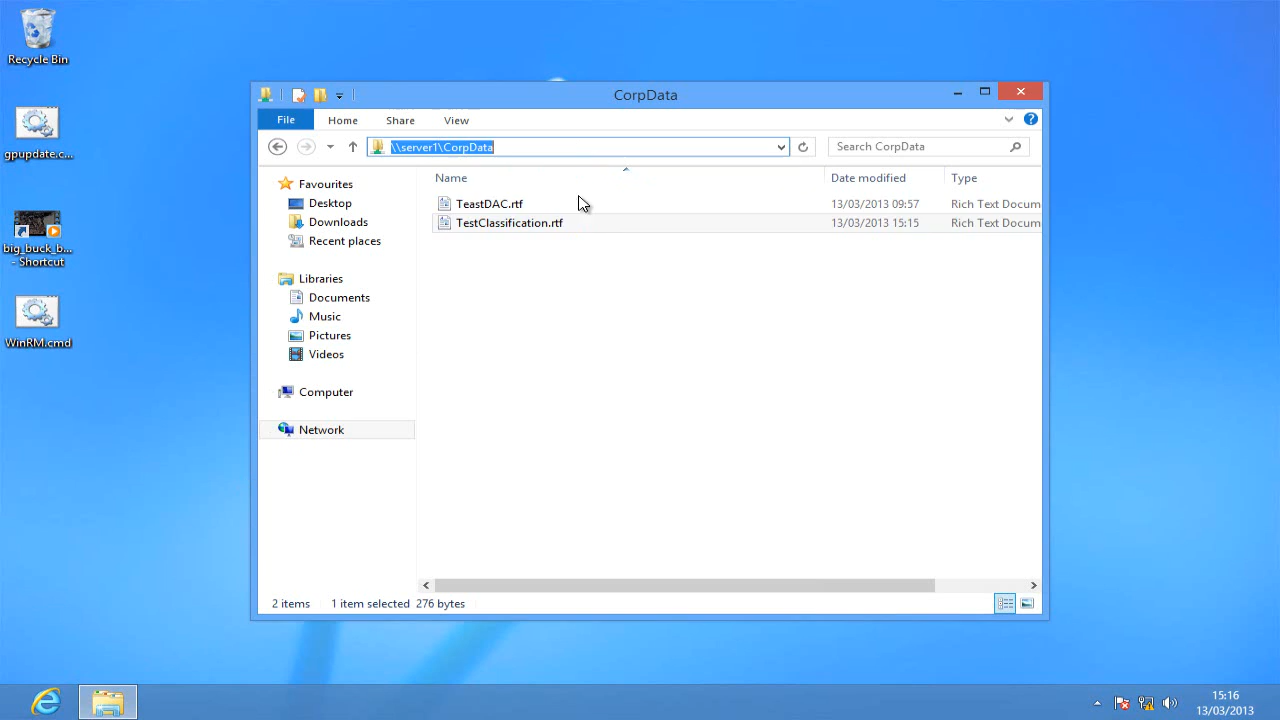 Recycle Bin
gpupdate.c...
big_buck_b...
- Shortcut
WinRM.cmd
CorpData
File Home Share View
\\server1\CorpData
Search CorpData
Favourites
Desktop
Downloads
Recent places
Libraries
Documents
Music
Pictures
Videos
Computer
Network
Name Date modified Type
TeastDAC.rtf 13/03/2013 09:57 Rich Text Docum
TestClassification.rtf 13/03/2013 15:15 Rich Text Docum
2 items 1 item selected 276 bytes
15:16
13/03/2013